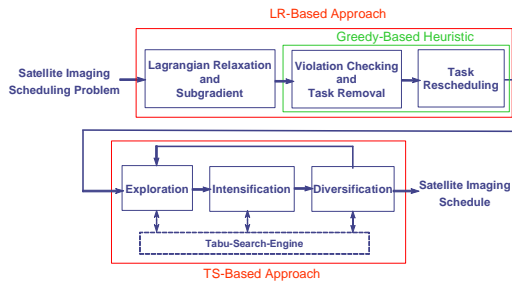 LR-Based Approach
Greedy-Based Heuristic
Satellite Imaging
Scheduling Problem
Lagrangian Relaxation
and
Subgradient
Violation Checking
and
Task Removal
Task
Rescheduling
Exploration
Intensification
Diversification
Satellite Imaging
Schedule
Tabu-Search-Engine
TS-Based Approach